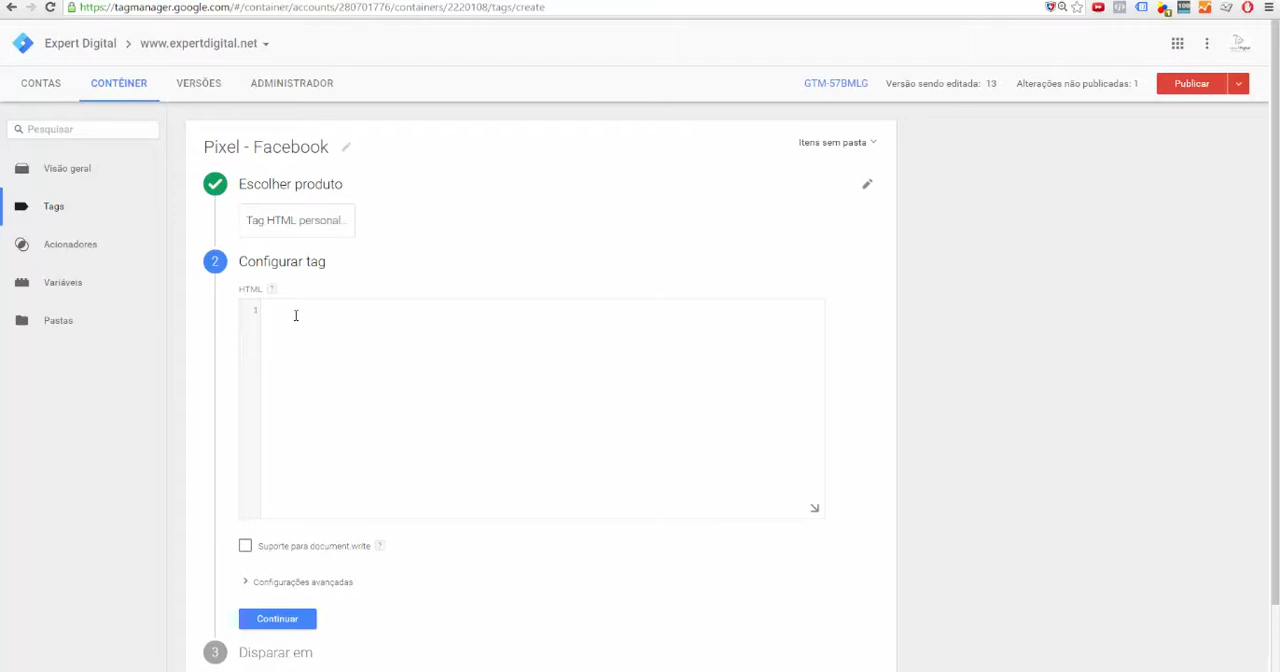 https://tagmanager.google.com/#/container/accounts/280701776/containers/2220108/tags/create
Expert Digital > www.expertdigital.net
CONTAS CONTÊINER VERSÕES ADMINISTRADOR GTM-57BMLG Versão sendo editada: 13 Alterações não publicadas: 1 Publicar
Pesquisar
Visão geral
Tags
Acionadores
Variáveis
Pastas
Pixel - Facebook
Itens sem pasta
Escolher produto
Tag HTML personal...
2 Configurar tag
HTML ?
1
Suporte para document.write ?
Configurações avançadas
Continuar
3 Disparar em